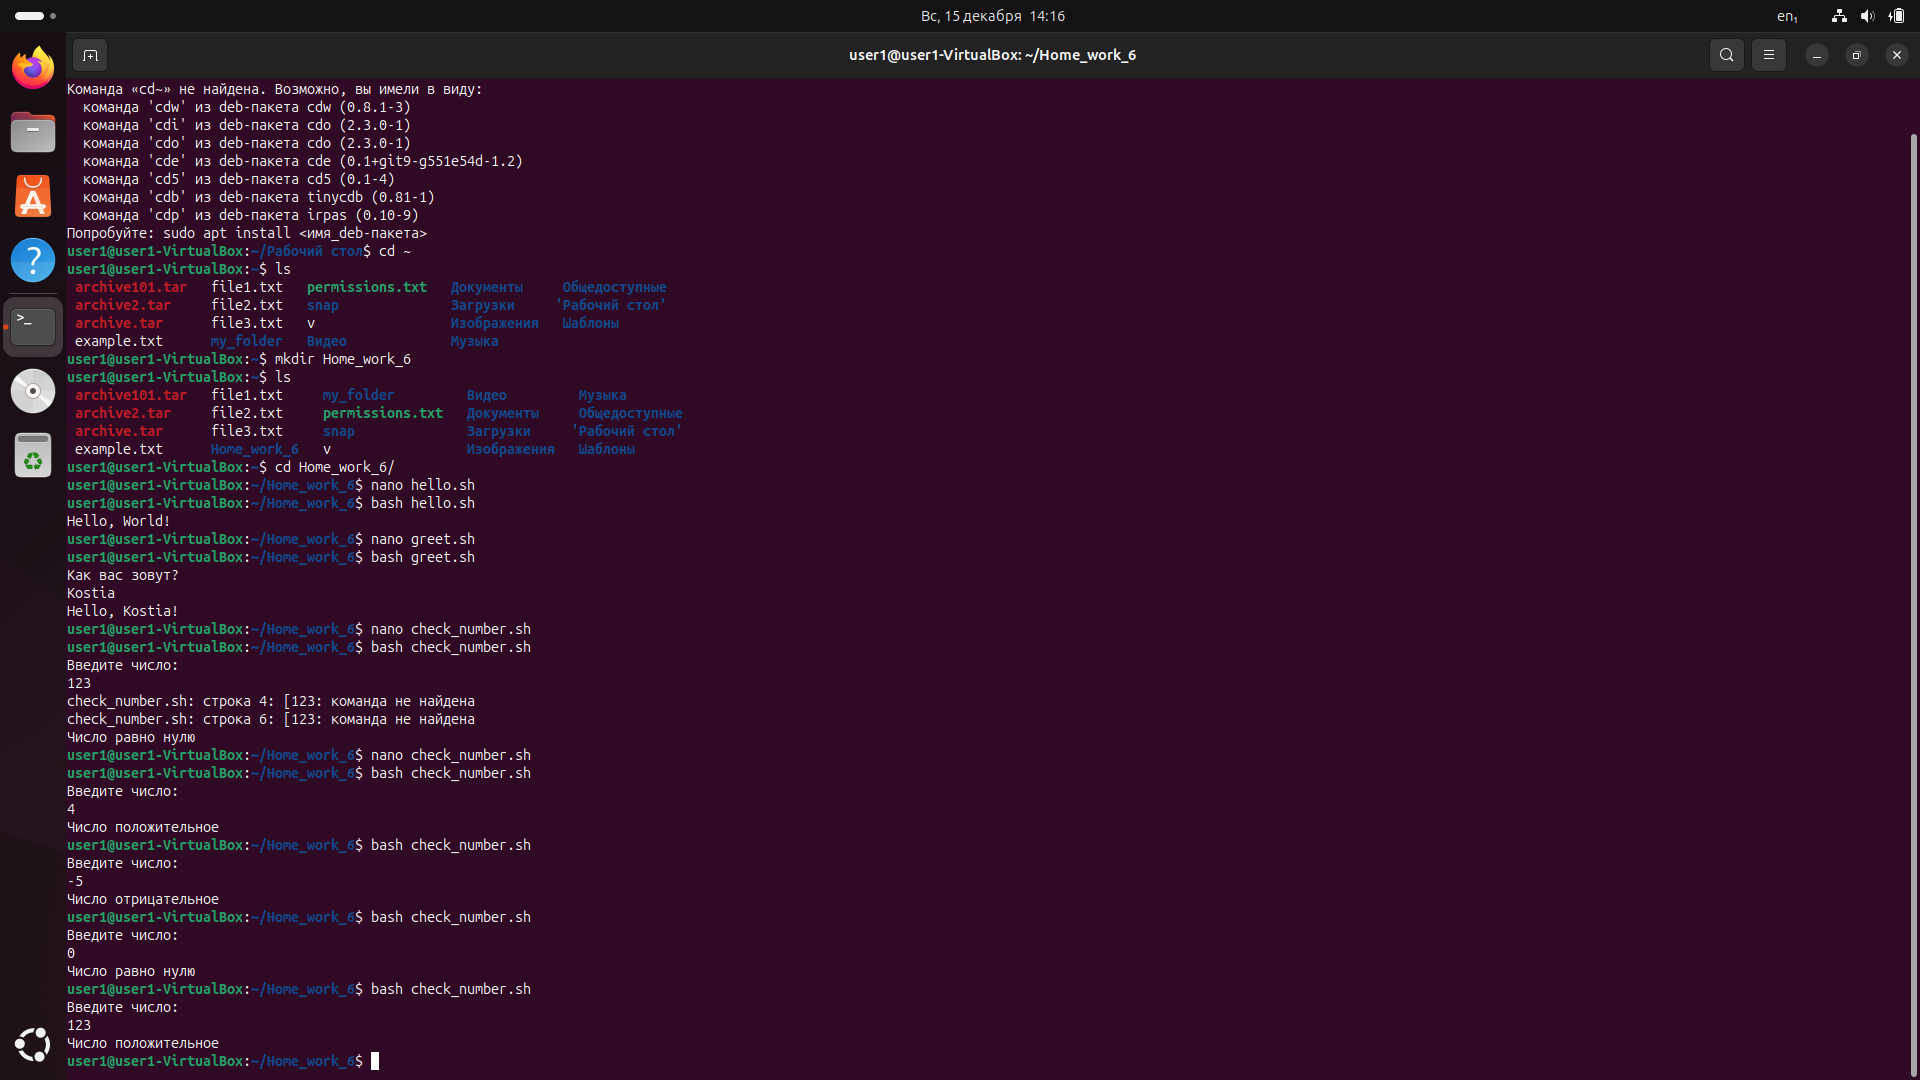 Вс, 15 декабря 14:16
en₁
user1@user1-VirtualBox: ~/Home_work_6
Команда «cd~» не найдена. Возможно, вы имели в виду:
команда 'cdw' из deb-пакета cdw (0.8.1-3)
команда 'cdi' из deb-пакета cdo (2.3.0-1)
команда 'cdo' из deb-пакета cdo (2.3.0-1)
команда 'cde' из deb-пакета cde (0.1+git9-g551e54d-1.2)
команда 'cd5' из deb-пакета cd5 (0.1-4)
команда 'cdb' из deb-пакета tinycdb (0.81-1)
команда 'cdp' из deb-пакета irpas (0.10-9)
Попробуйте: sudo apt install <имя_deb-пакета>
user1@user1-VirtualBox:~/Рабочий стол$ cd ~
user1@user1-VirtualBox:~$ ls
archive101.tar file1.txt permissions.txt Документы Общедоступные
archive2.tar file2.txt snap Загрузки 'Рабочий стол'
archive.tar file3.txt v Изображения Шаблоны
example.txt my_folder Видео Музыка
user1@user1-VirtualBox:~$ mkdir Home_work_6
user1@user1-VirtualBox:~$ ls
archive101.tar file1.txt my_folder Видео Музыка
archive2.tar file2.txt permissions.txt Документы Общедоступные
archive.tar file3.txt snap Загрузки 'Рабочий стол'
example.txt Home_work_6 v Изображения Шаблоны
user1@user1-VirtualBox:~$ cd Home_work_6/
user1@user1-VirtualBox:~/Home_work_6$ nano hello.sh
user1@user1-VirtualBox:~/Home_work_6$ bash hello.sh
Hello, World!
user1@user1-VirtualBox:~/Home_work_6$ nano greet.sh
user1@user1-VirtualBox:~/Home_work_6$ bash greet.sh
Как вас зовут?
Kostia
Hello, Kostia!
user1@user1-VirtualBox:~/Home_work_6$ nano check_number.sh
user1@user1-VirtualBox:~/Home_work_6$ bash check_number.sh
Введите число:
123
check_number.sh: строка 4: [123: команда не найдена
check_number.sh: строка 6: [123: команда не найдена
Число равно нулю
user1@user1-VirtualBox:~/Home_work_6$ nano check_number.sh
user1@user1-VirtualBox:~/Home_work_6$ bash check_number.sh
Введите число:
4
Число положительное
user1@user1-VirtualBox:~/Home_work_6$ bash check_number.sh
Введите число:
-5
Число отрицательное
user1@user1-VirtualBox:~/Home_work_6$ bash check_number.sh
Введите число:
0
Число равно нулю
user1@user1-VirtualBox:~/Home_work_6$ bash check_number.sh
Введите число:
123
Число положительное
user1@user1-VirtualBox:~/Home_work_6$